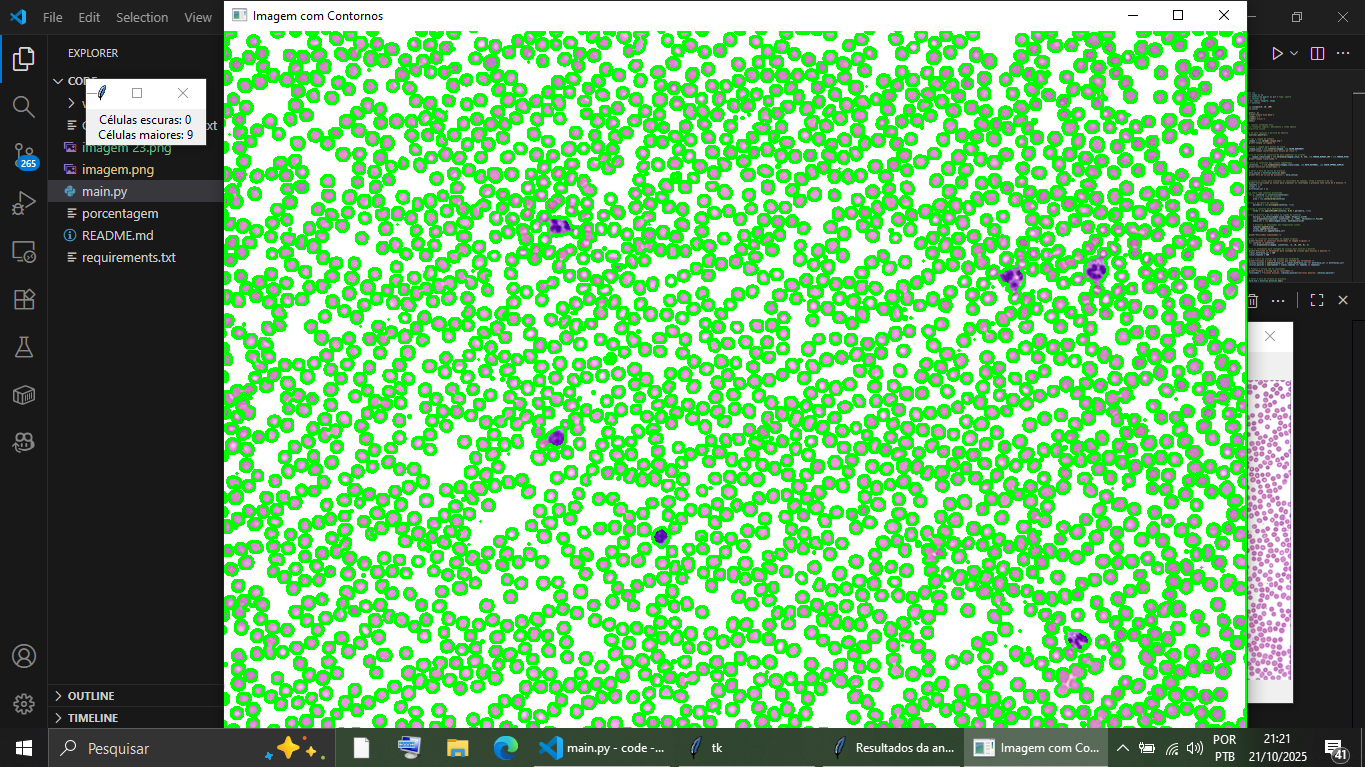 File Edit Selection View
Imagem com Contornos
EXPLORER
Células escuras: 0
Células maiores: 9
imagem 23.png
imagem.png
main.py
porcentagem
README.md
requirements.txt
265
OUTLINE
TIMELINE
Pesquisar
main.py - code -...
tk
Resultados da an...
Imagem com Co...
POR
PTB
21:21
21/10/2025
41